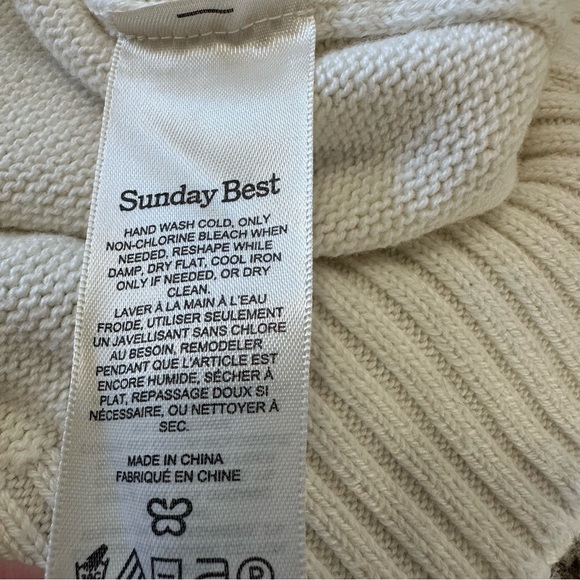 Sunday Best
HAND WASH COLD, ONLY
NON-CHLORINE BLEACH WHEN
NEEDED, RESHAPE WHILE
DAMP, DRY FLAT, COOL IRON
ONLY IF NEEDED, OR DRY
CLEAN.
LAVER À LA MAIN À L'EAU
FROIDE, UTILISER SEULEMENT
UN JAVELLISANT SANS CHLORE
AU BESOIN, REMODELER
PENDANT QUE L'ARTICLE EST
ENCORE HUMIDE, SÉCHER À
PLAT, REPASSAGE DOUX SI
NÉCESSAIRE, OU NETTOYER À
SEC.
MADE IN CHINA
FABRIQUÉ EN CHINE